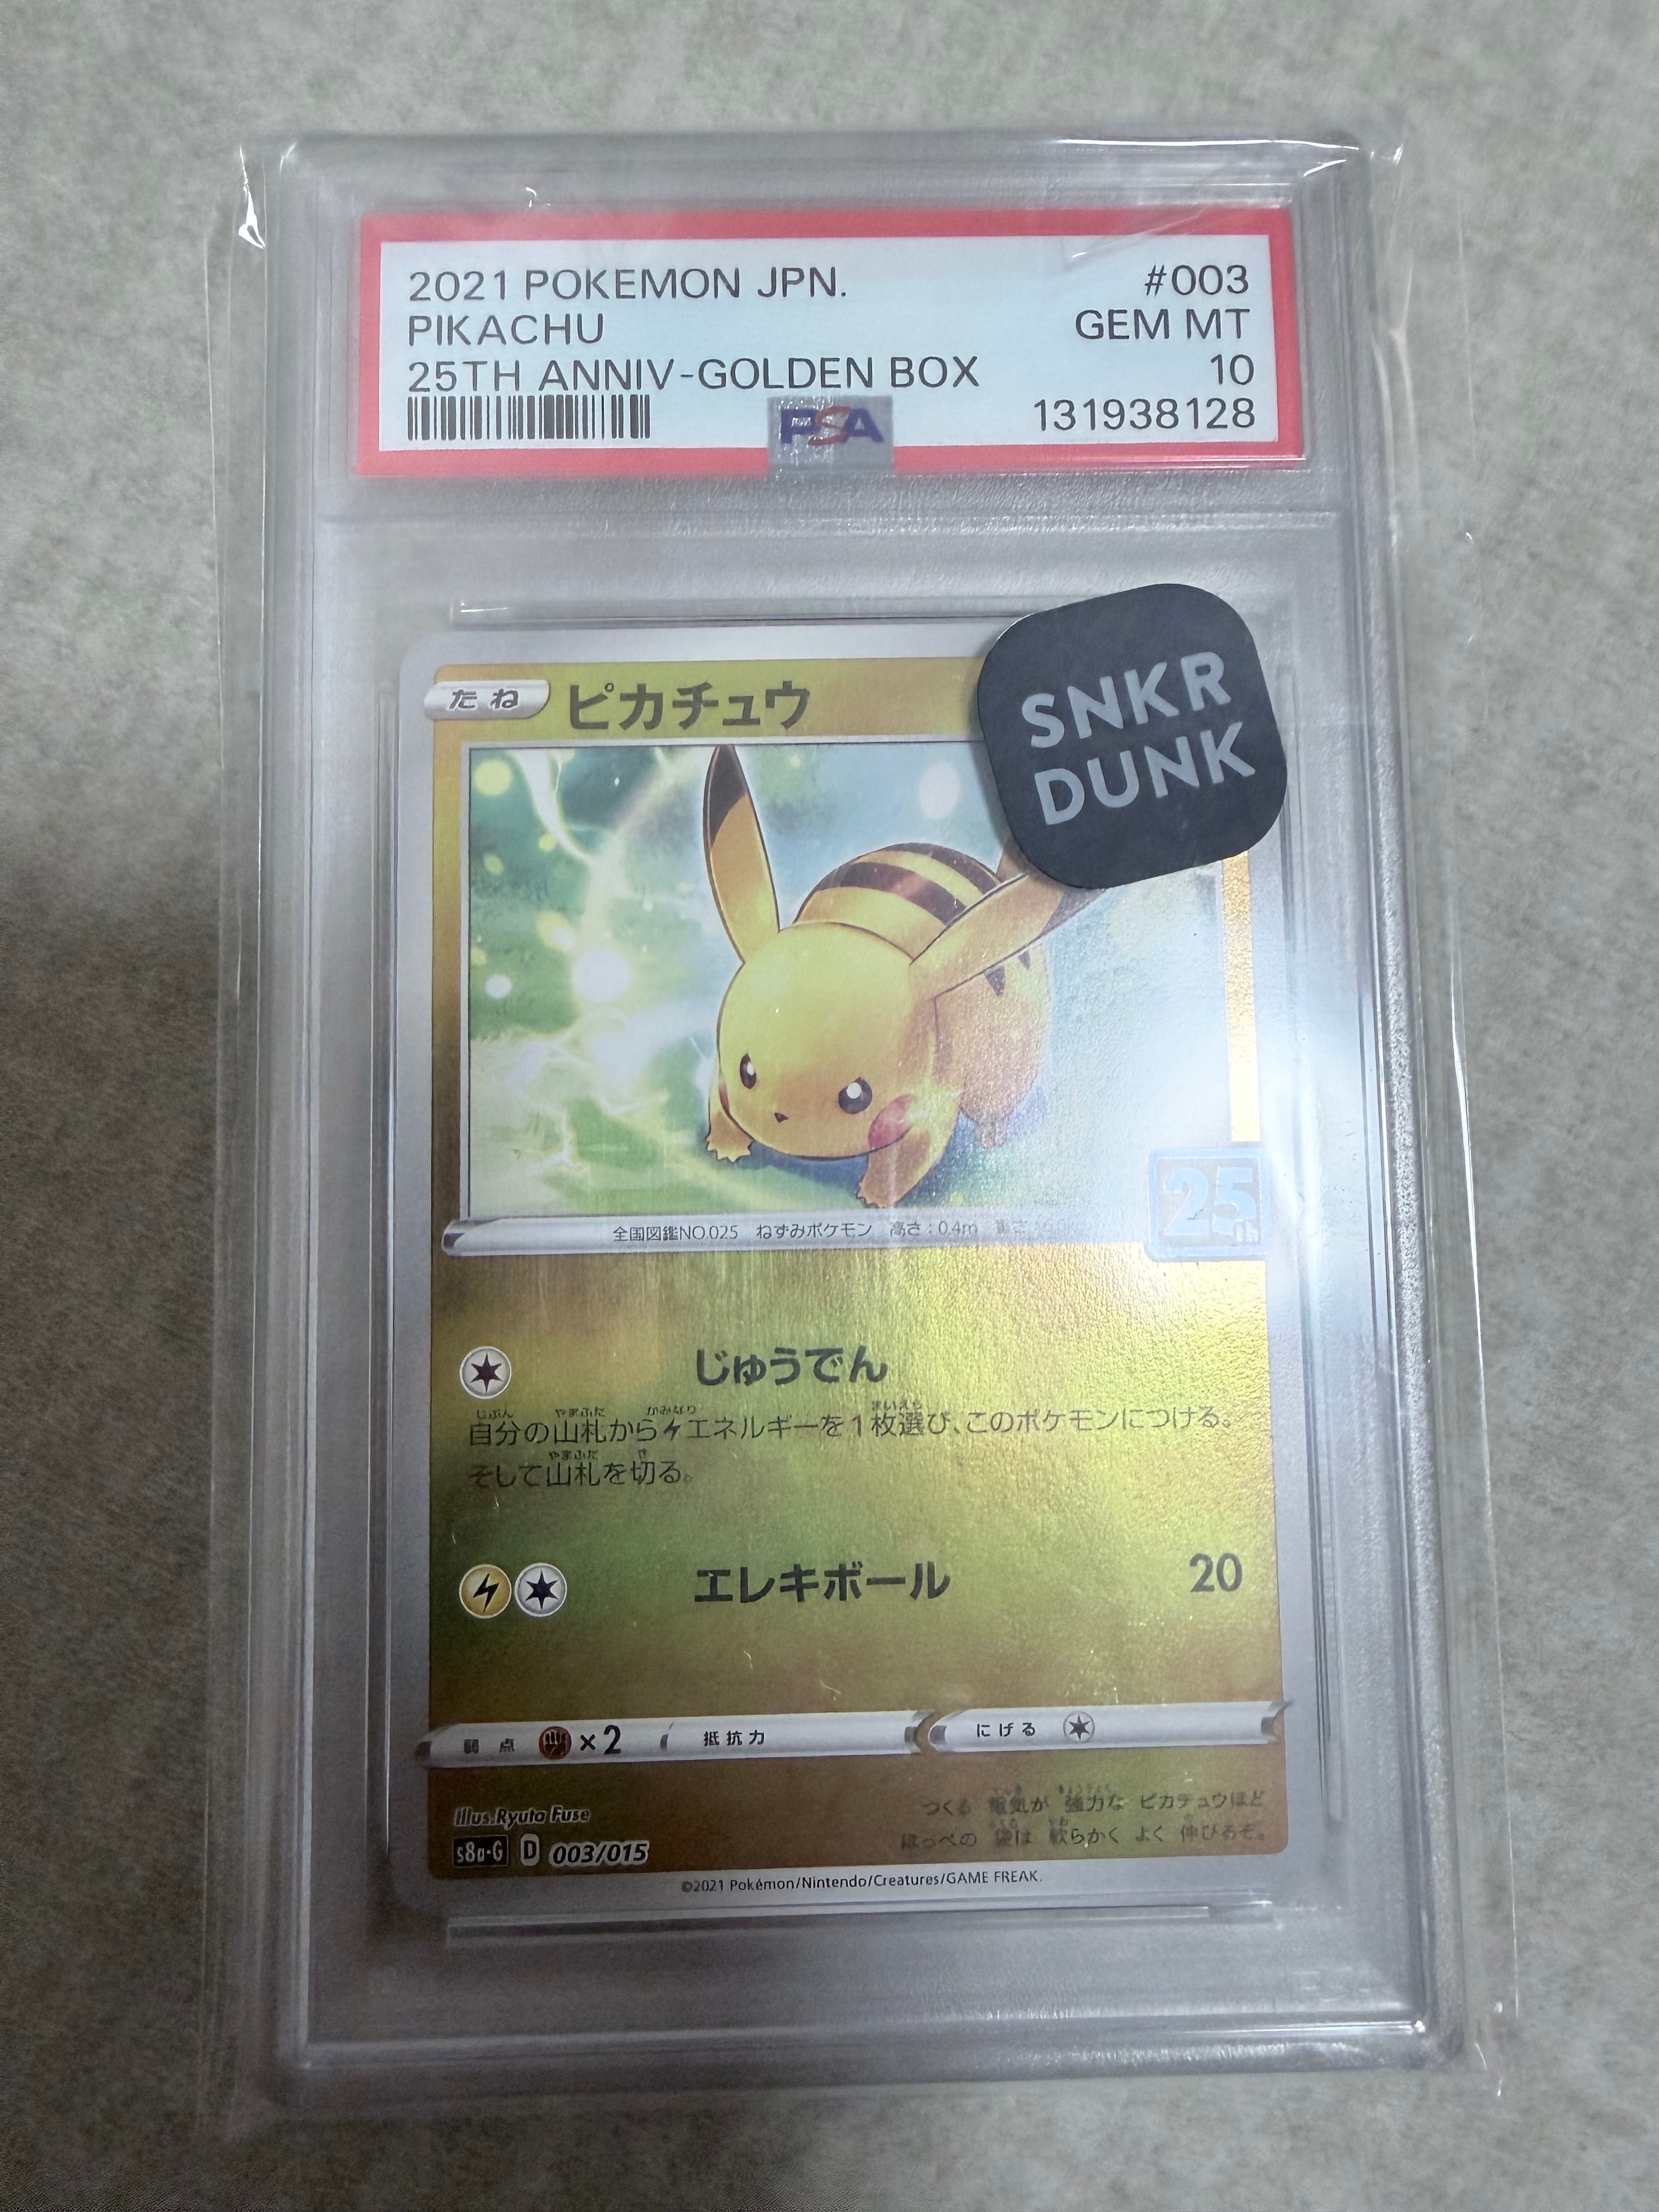 2021 POKEMON JPN. #003
PIKACHU GEM MT
25TH ANNIV-GOLDEN BOX 10
PSA 131938128
SNKR
DUNK
たね ピカチュウ
25th
全国図鑑NO.025 ねずみポケモン 高さ:0.4m 重さ:
じゅうでん
自分の山札からエネルギーを1枚選び、このポケモンにつける。
そして山札を切る。
エレキボール 20
弱点 ×2 抵抗力 にげる
Illus.Ryuta Fuse
つくる 電気が 強力な ピカチュウほど
ほっぺの 袋は 軟らかく よく 伸びるぞ。
s8a-G D 003/015
©2021 Pokémon/Nintendo/Creatures/GAME FREAK.